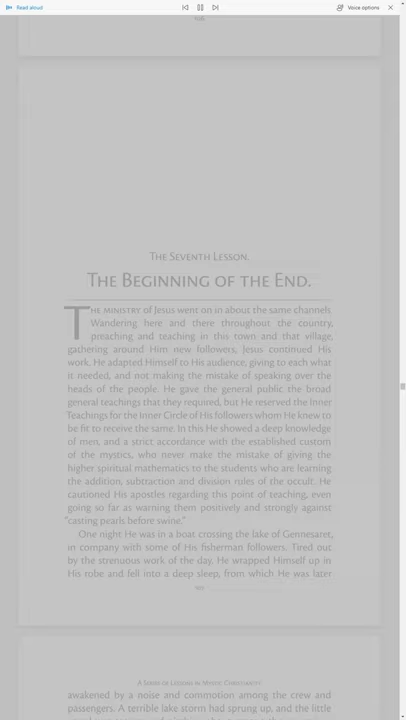 Read aloud
Voice options
The Seventh Lesson.
The Beginning of the End.
The ministry of Jesus went on in about the same channels.
Wandering here and there throughout the country,
preaching and teaching in this town and that village,
gathering around Him new followers, Jesus continued His
work. He adapted Himself to His audience, giving to each what
it needed, and not making the mistake of speaking over the
heads of the people. He gave the general public the broad
general teachings that they required, but He reserved the Inner
Teachings for the Inner Circle of His followers whom He knew to
be fit to receive the same. In this He showed a deep knowledge
of men, and a strict accordance with the established custom
of the mystics, who never make the mistake of giving the
higher spiritual mathematics to the students who are learning
the addition, subtraction and division rules of the occult. He
cautioned His apostles regarding this point of teaching, even
going so far as warning them positively and strongly against
“casting pearls before swine.”
One night He was in a boat crossing the lake of Gennesaret,
in company with some of His fisherman followers. Tired out
by the strenuous work of the day, He wrapped Himself up in
His robe and fell into a deep sleep, from which He was later
A Series of Lessons in Mystic Christianity
awakened by a noise and commotion among the crew and
passengers. A terrible lake storm had sprung up, and the little